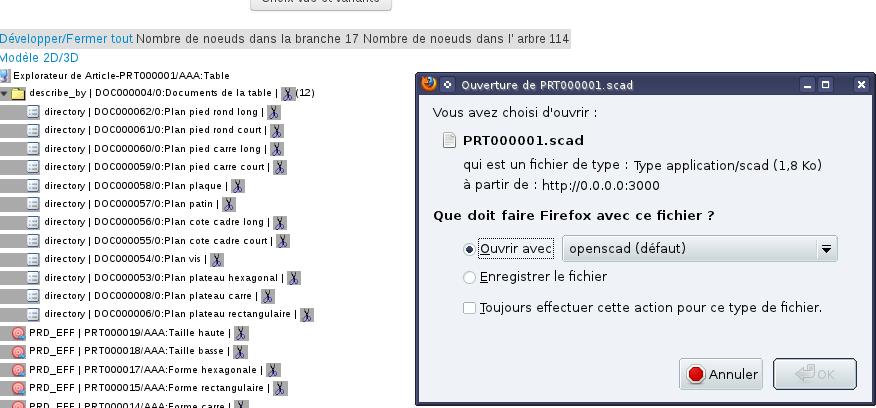 Choix vue et variante
Développer/Fermer tout Nombre de noeuds dans la branche 17 Nombre de noeuds dans l' arbre 114
Modèle 2D/3D
Explorateur de Article-PRT000001/AAA:Table
describe_by | DOC000004/0:Documents de la table | (12)
directory | DOC000062/0:Plan pied rond long |
directory | DOC000061/0:Plan pied rond court |
directory | DOC000060/0:Plan pied carre long |
directory | DOC000059/0:Plan pied carre court |
directory | DOC000058/0:Plan plaque |
directory | DOC000057/0:Plan patin |
directory | DOC000056/0:Plan cote cadre long |
directory | DOC000055/0:Plan cote cadre court |
directory | DOC000054/0:Plan vis |
directory | DOC000053/0:Plan plateau hexagonal |
directory | DOC000008/0:Plan plateau carre |
directory | DOC000006/0:Plan plateau rectangulaire |
PRD_EFF | PRT000019/AAA:Taille haute |
PRD_EFF | PRT000018/AAA:Taille basse |
PRD_EFF | PRT000017/AAA:Forme hexagonale |
PRD_EFF | PRT000015/AAA:Forme rectangulaire |
PRD_EFF | PRT000014/AAA:Forme carre |
Ouverture de PRT000001.scad
Vous avez choisi d'ouvrir :
PRT000001.scad
qui est un fichier de type : Type application/scad (1,8 Ko)
à partir de : http://0.0.0.0:3000
Que doit faire Firefox avec ce fichier ?
Ouvrir avec openscad (défaut)
Enregistrer le fichier
Toujours effectuer cette action pour ce type de fichier.
Annuler OK